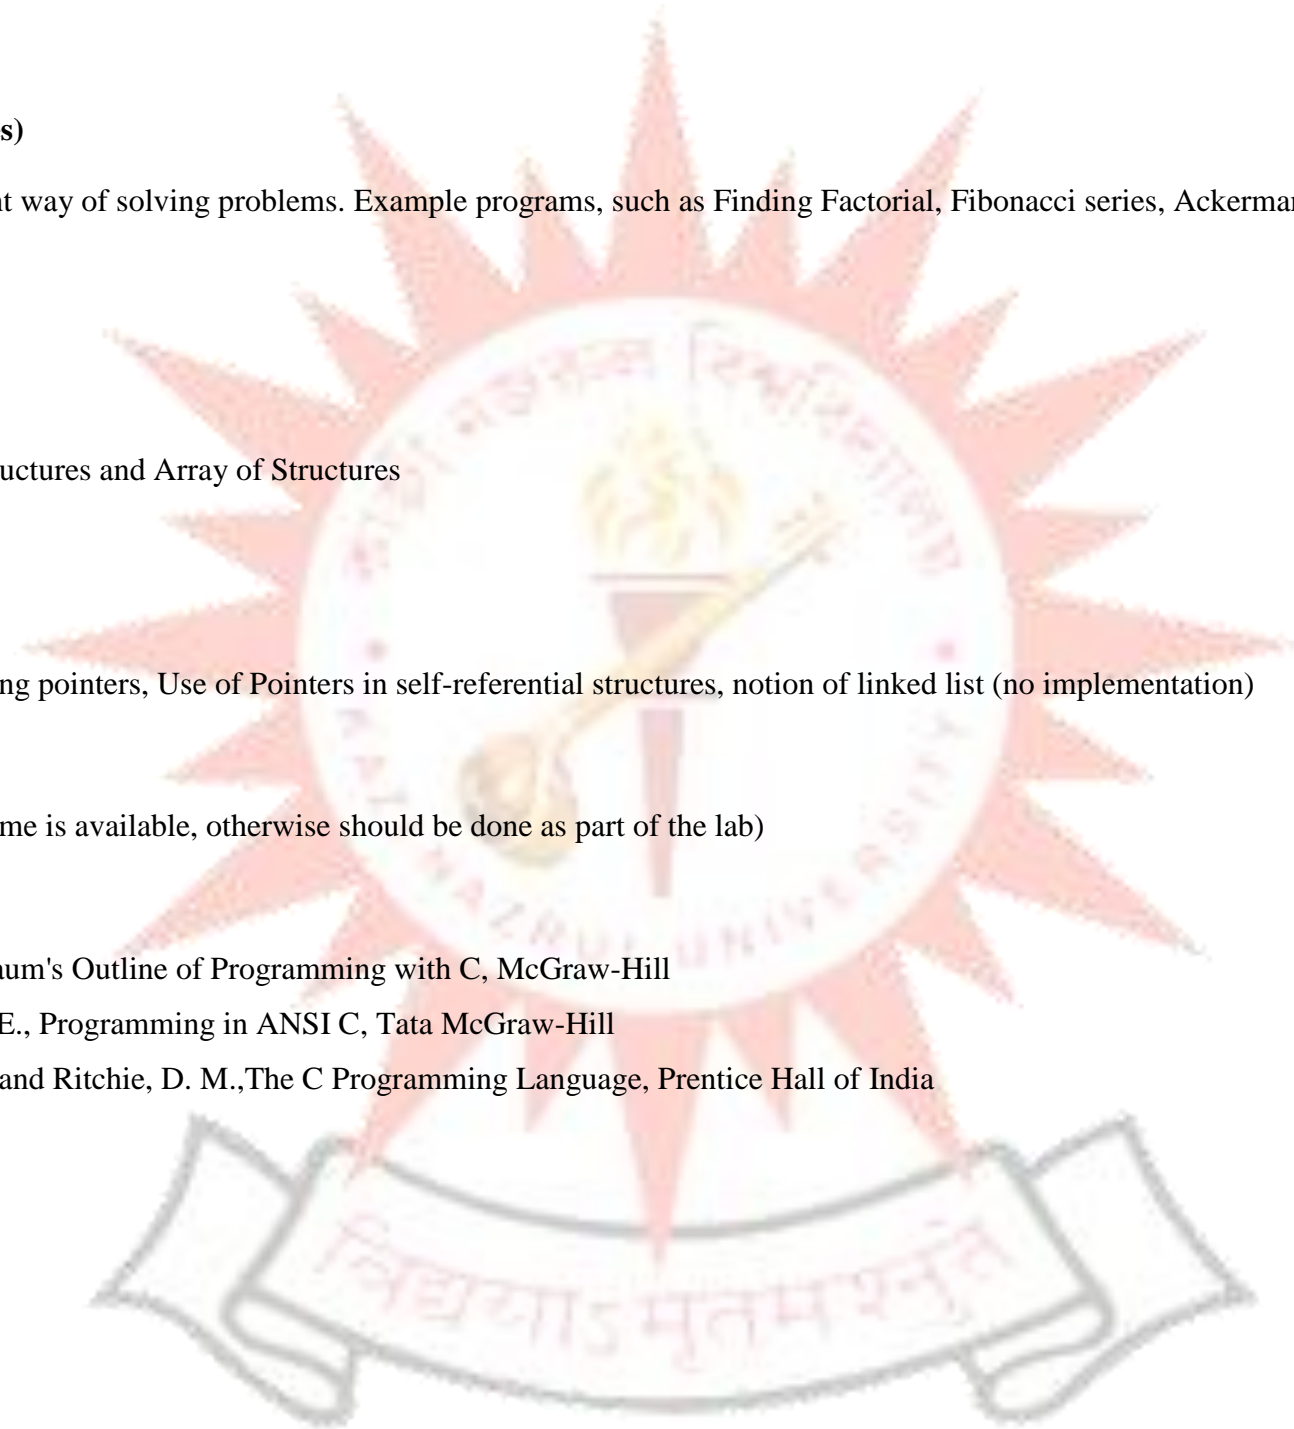 s)
t way of solving problems. Example programs, such as Finding Factorial, Fibonacci series, Ackerman
uctures and Array of Structures
ng pointers, Use of Pointers in self-referential structures, notion of linked list (no implementation)
me is available, otherwise should be done as part of the lab)
aum's Outline of Programming with C, McGraw-Hill
E., Programming in ANSI C, Tata McGraw-Hill
and Ritchie, D. M.,The C Programming Language, Prentice Hall of India
KAZI NAZRUL UNIVERSITY